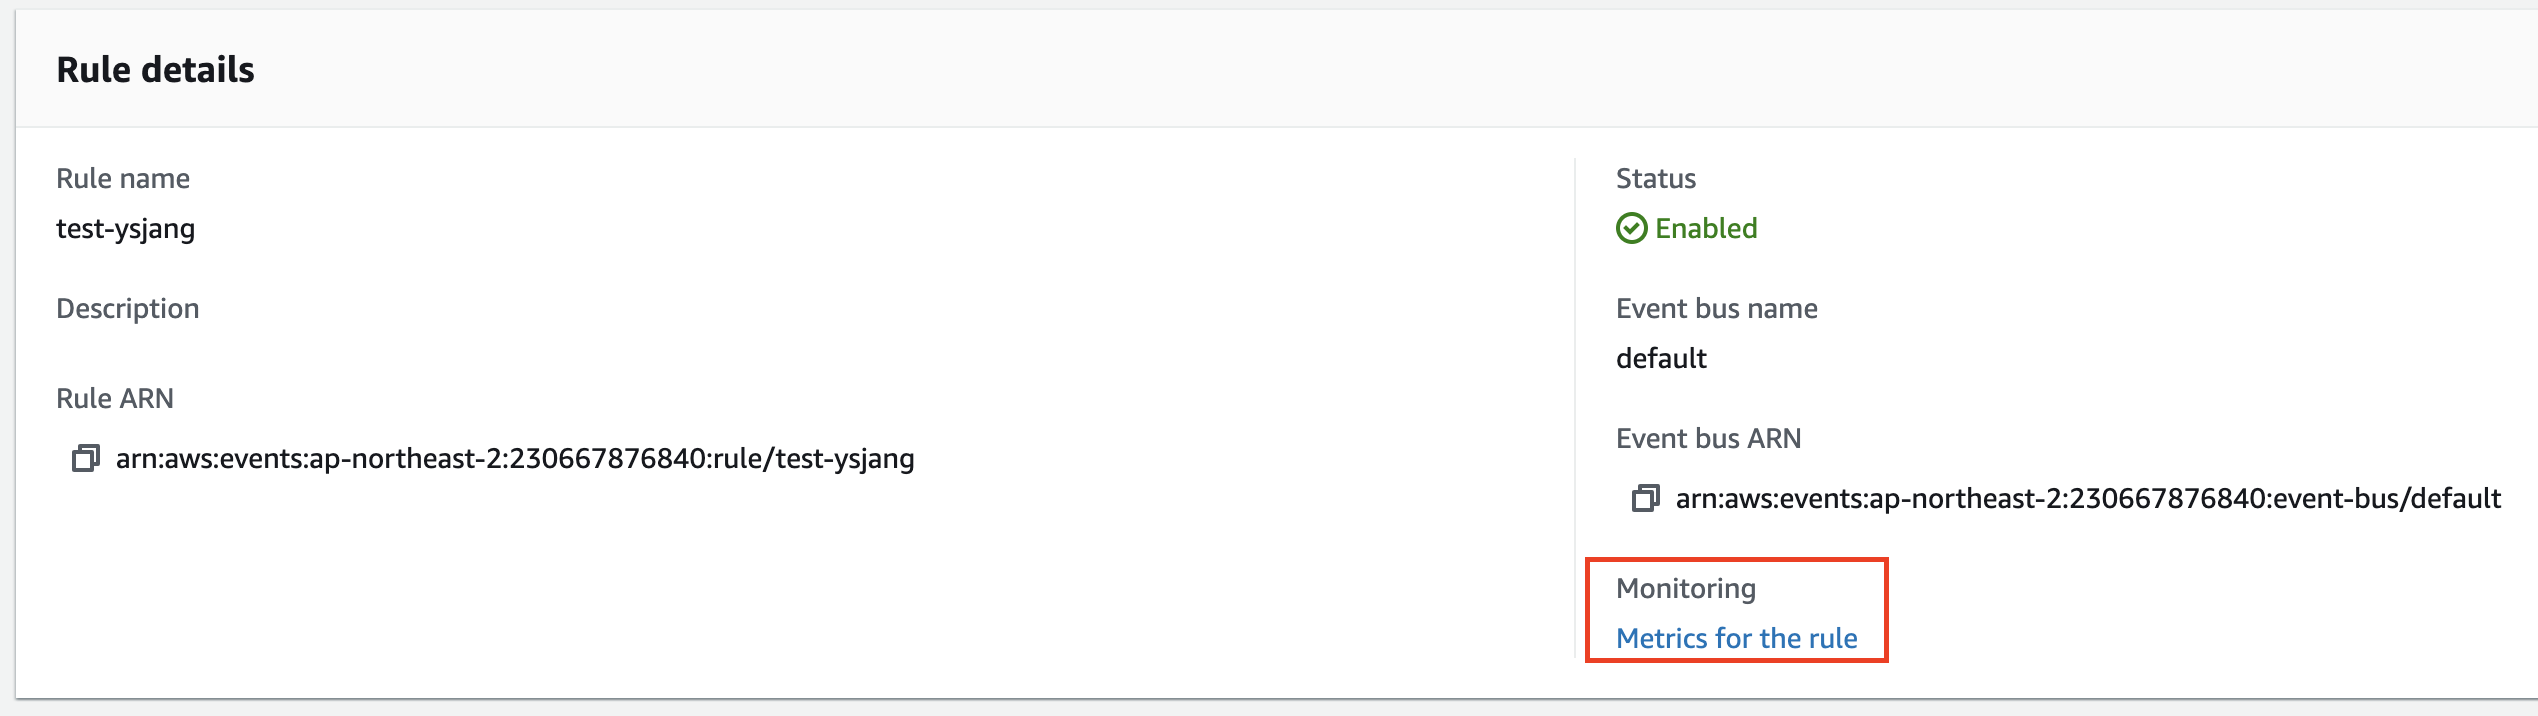 Rule details
Rule name
test-ysjang
Description
Rule ARN
arn:aws:events:ap-northeast-2:230667876840:rule/test-ysjang
Status
Enabled
Event bus name
default
Event bus ARN
arn:aws:events:ap-northeast-2:230667876840:event-bus/default
Monitoring
Metrics for the rule